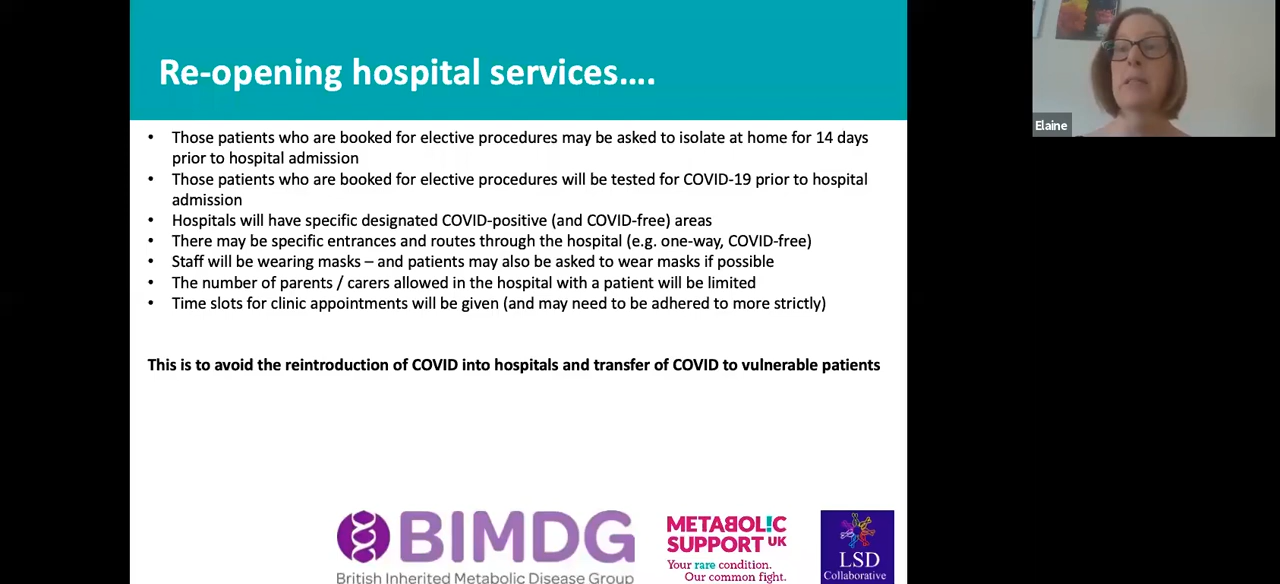 Re-opening hospital services....
Elaine
• Those patients who are booked for elective procedures may be asked to isolate at home for 14 days
prior to hospital admission
• Those patients who are booked for elective procedures will be tested for COVID-19 prior to hospital
admission
• Hospitals will have specific designated COVID-positive (and COVID-free) areas
• There may be specific entrances and routes through the hospital (e.g. one-way, COVID-free)
• Staff will be wearing masks – and patients may also be asked to wear masks if possible
• The number of parents / carers allowed in the hospital with a patient will be limited
• Time slots for clinic appointments will be given (and may need to be adhered to more strictly)
This is to avoid the reintroduction of COVID into hospitals and transfer of COVID to vulnerable patients
BIMDG
British Inherited Metabolic Disease Group
METABOL!C
SUPPORT UK
Your rare condition.
Our common fight.
LSD
Collaborative